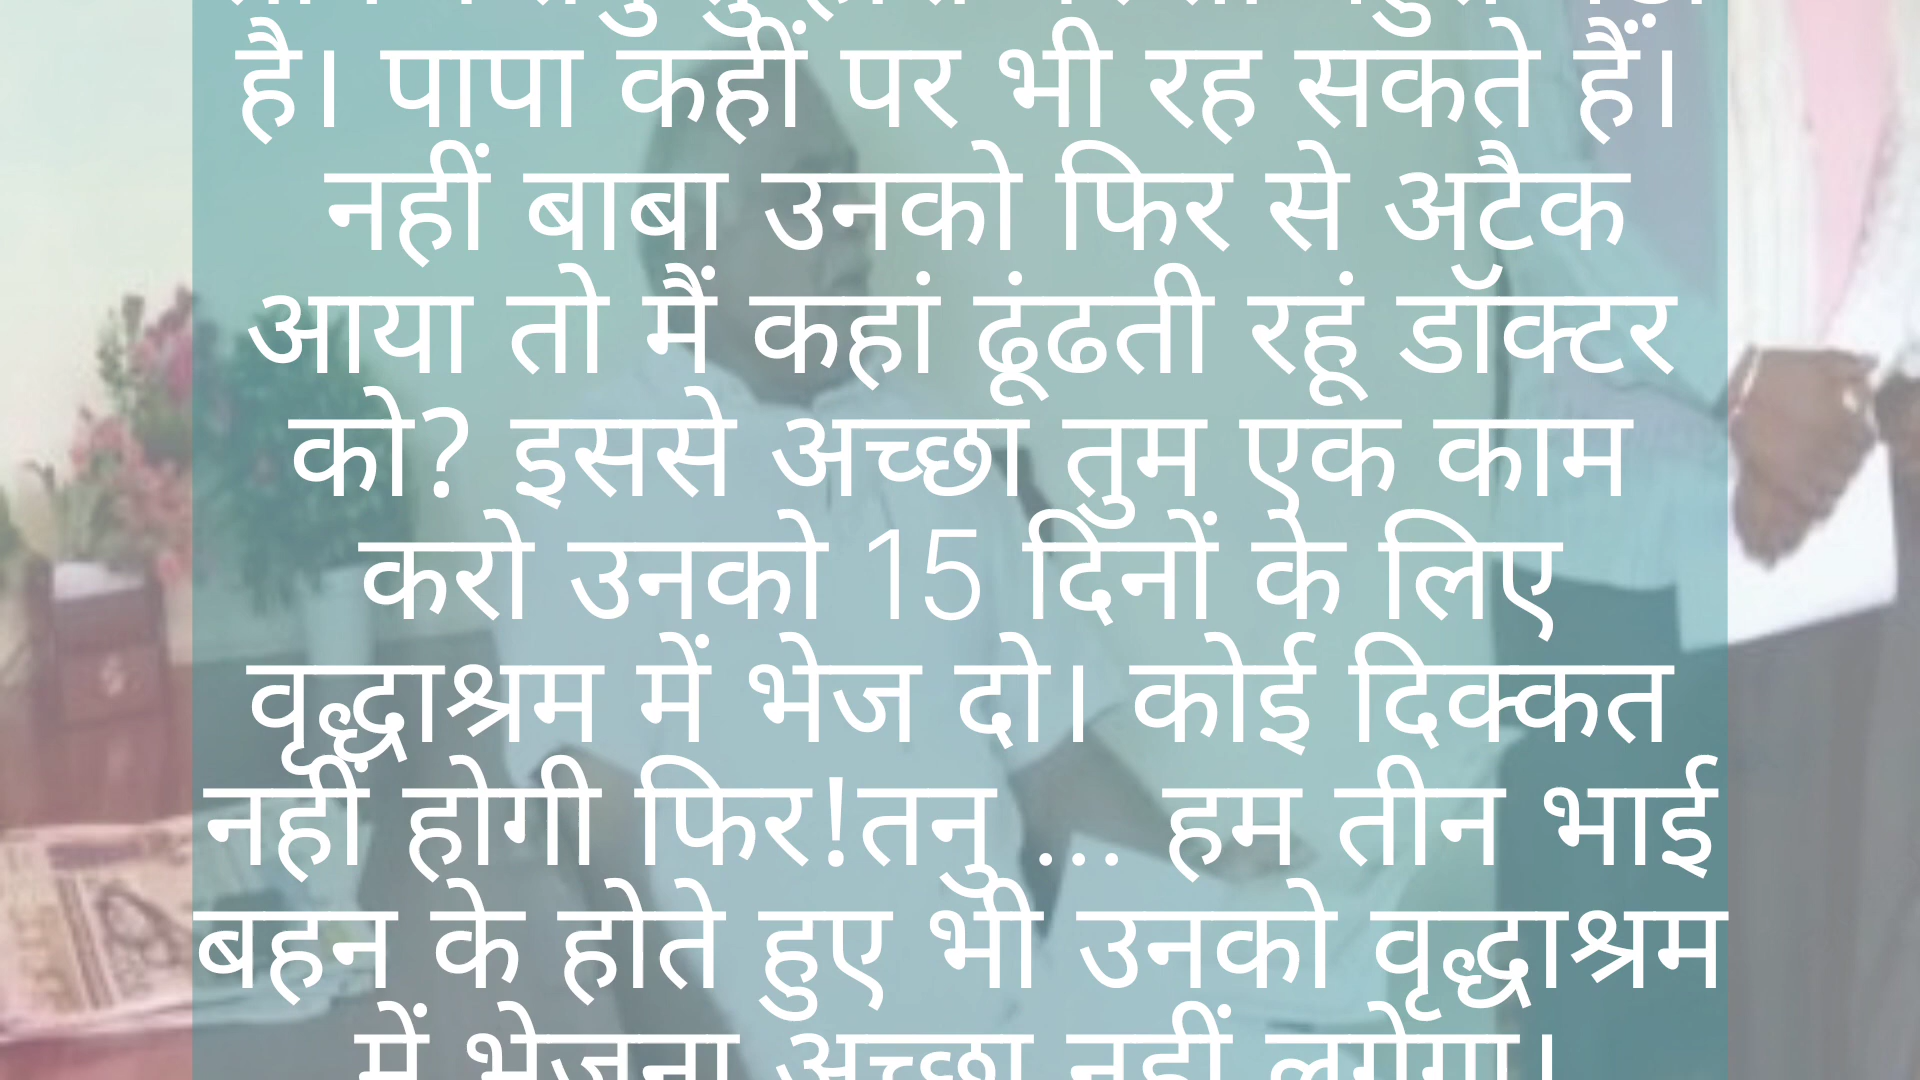 है। पापा कहीं पर भी रह सकते हैं।
नहीं बाबा उनको फिर से अटैक
आया तो मैं कहां ढूंढती रहूं डॉक्टर
को? इससे अच्छा तुम एक काम
करो उनको 15 दिनों के लिए
वृद्धाश्रम में भेज दो। कोई दिक्कत
नहीं होगी फिर!तनु ... हम तीन भाई
बहन के होते हुए भी उनको वृद्धाश्रम
में भेजना अच्छा नहीं लगेगा।